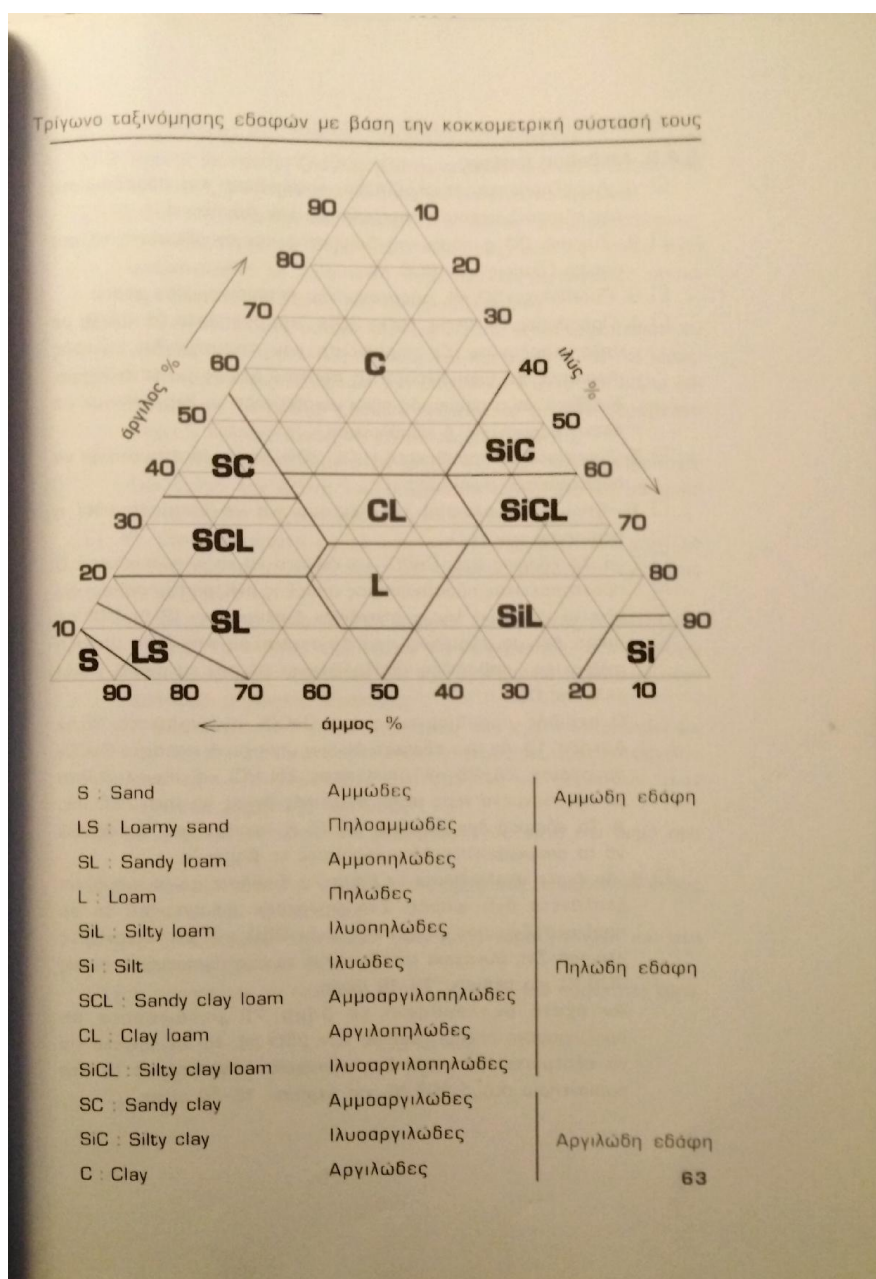 Τρίγωνο ταξινόμησης εδαφών με βάση την κοκκομετρική σύστασή τους
90 10
80 20
70 30
60 C 40
άργιλος % ιλύς %
50 50
40 SC SiC 60
30 SCL CL SiCL 70
20 L 80
10 SL SiL 90
S LS Si
90 80 70 60 50 40 30 20 10
άμμος %
S : Sand Αμμώδες Αμμώδη εδάφη
LS : Loamy sand Πηλοαμμώδες
SL : Sandy loam Αμμοπηλώδες
L : Loam Πηλώδες
SiL : Silty loam Ιλυοπηλώδες
Si : Silt Ιλυώδες Πηλώδη εδάφη
SCL : Sandy clay loam Αμμοαργιλοπηλώδες
CL : Clay loam Αργιλοπηλώδες
SiCL : Silty clay loam Ιλυοαργιλοπηλώδες
SC : Sandy clay Αμμοαργιλώδες
SiC : Silty clay Ιλυοαργιλώδες Αργιλώδη εδάφη
C : Clay Αργιλώδες
63